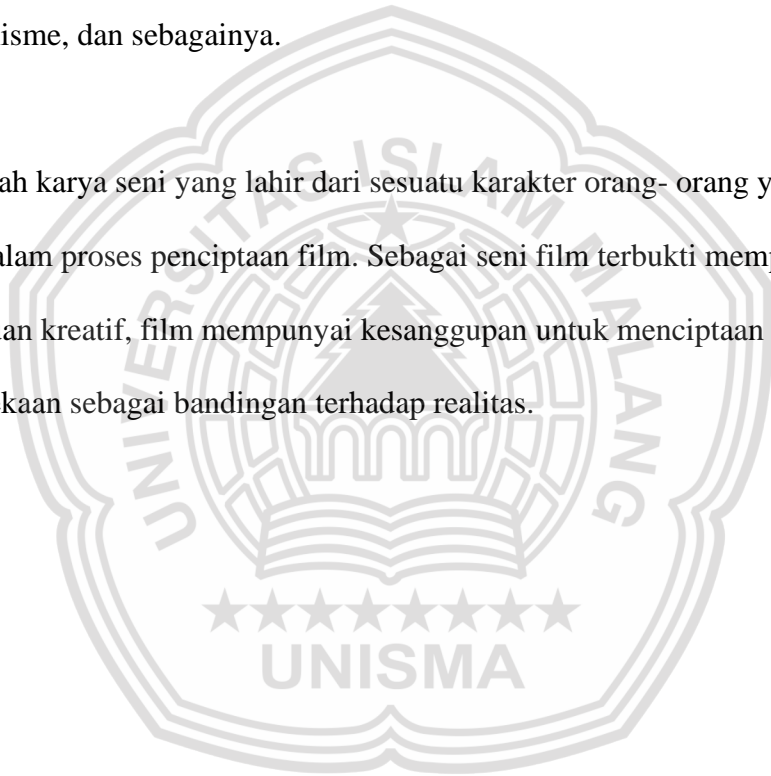 isme, dan sebagainya.
ah karya seni yang lahir dari sesuatu karakter orang- orang y
alam proses penciptaan film. Sebagai seni film terbukti memp
an kreatif, film mempunyai kesanggupan untuk menciptaan
kaan sebagai bandingan terhadap realitas.
UNIVERSITAS ISLAM MALANG
UNISMA